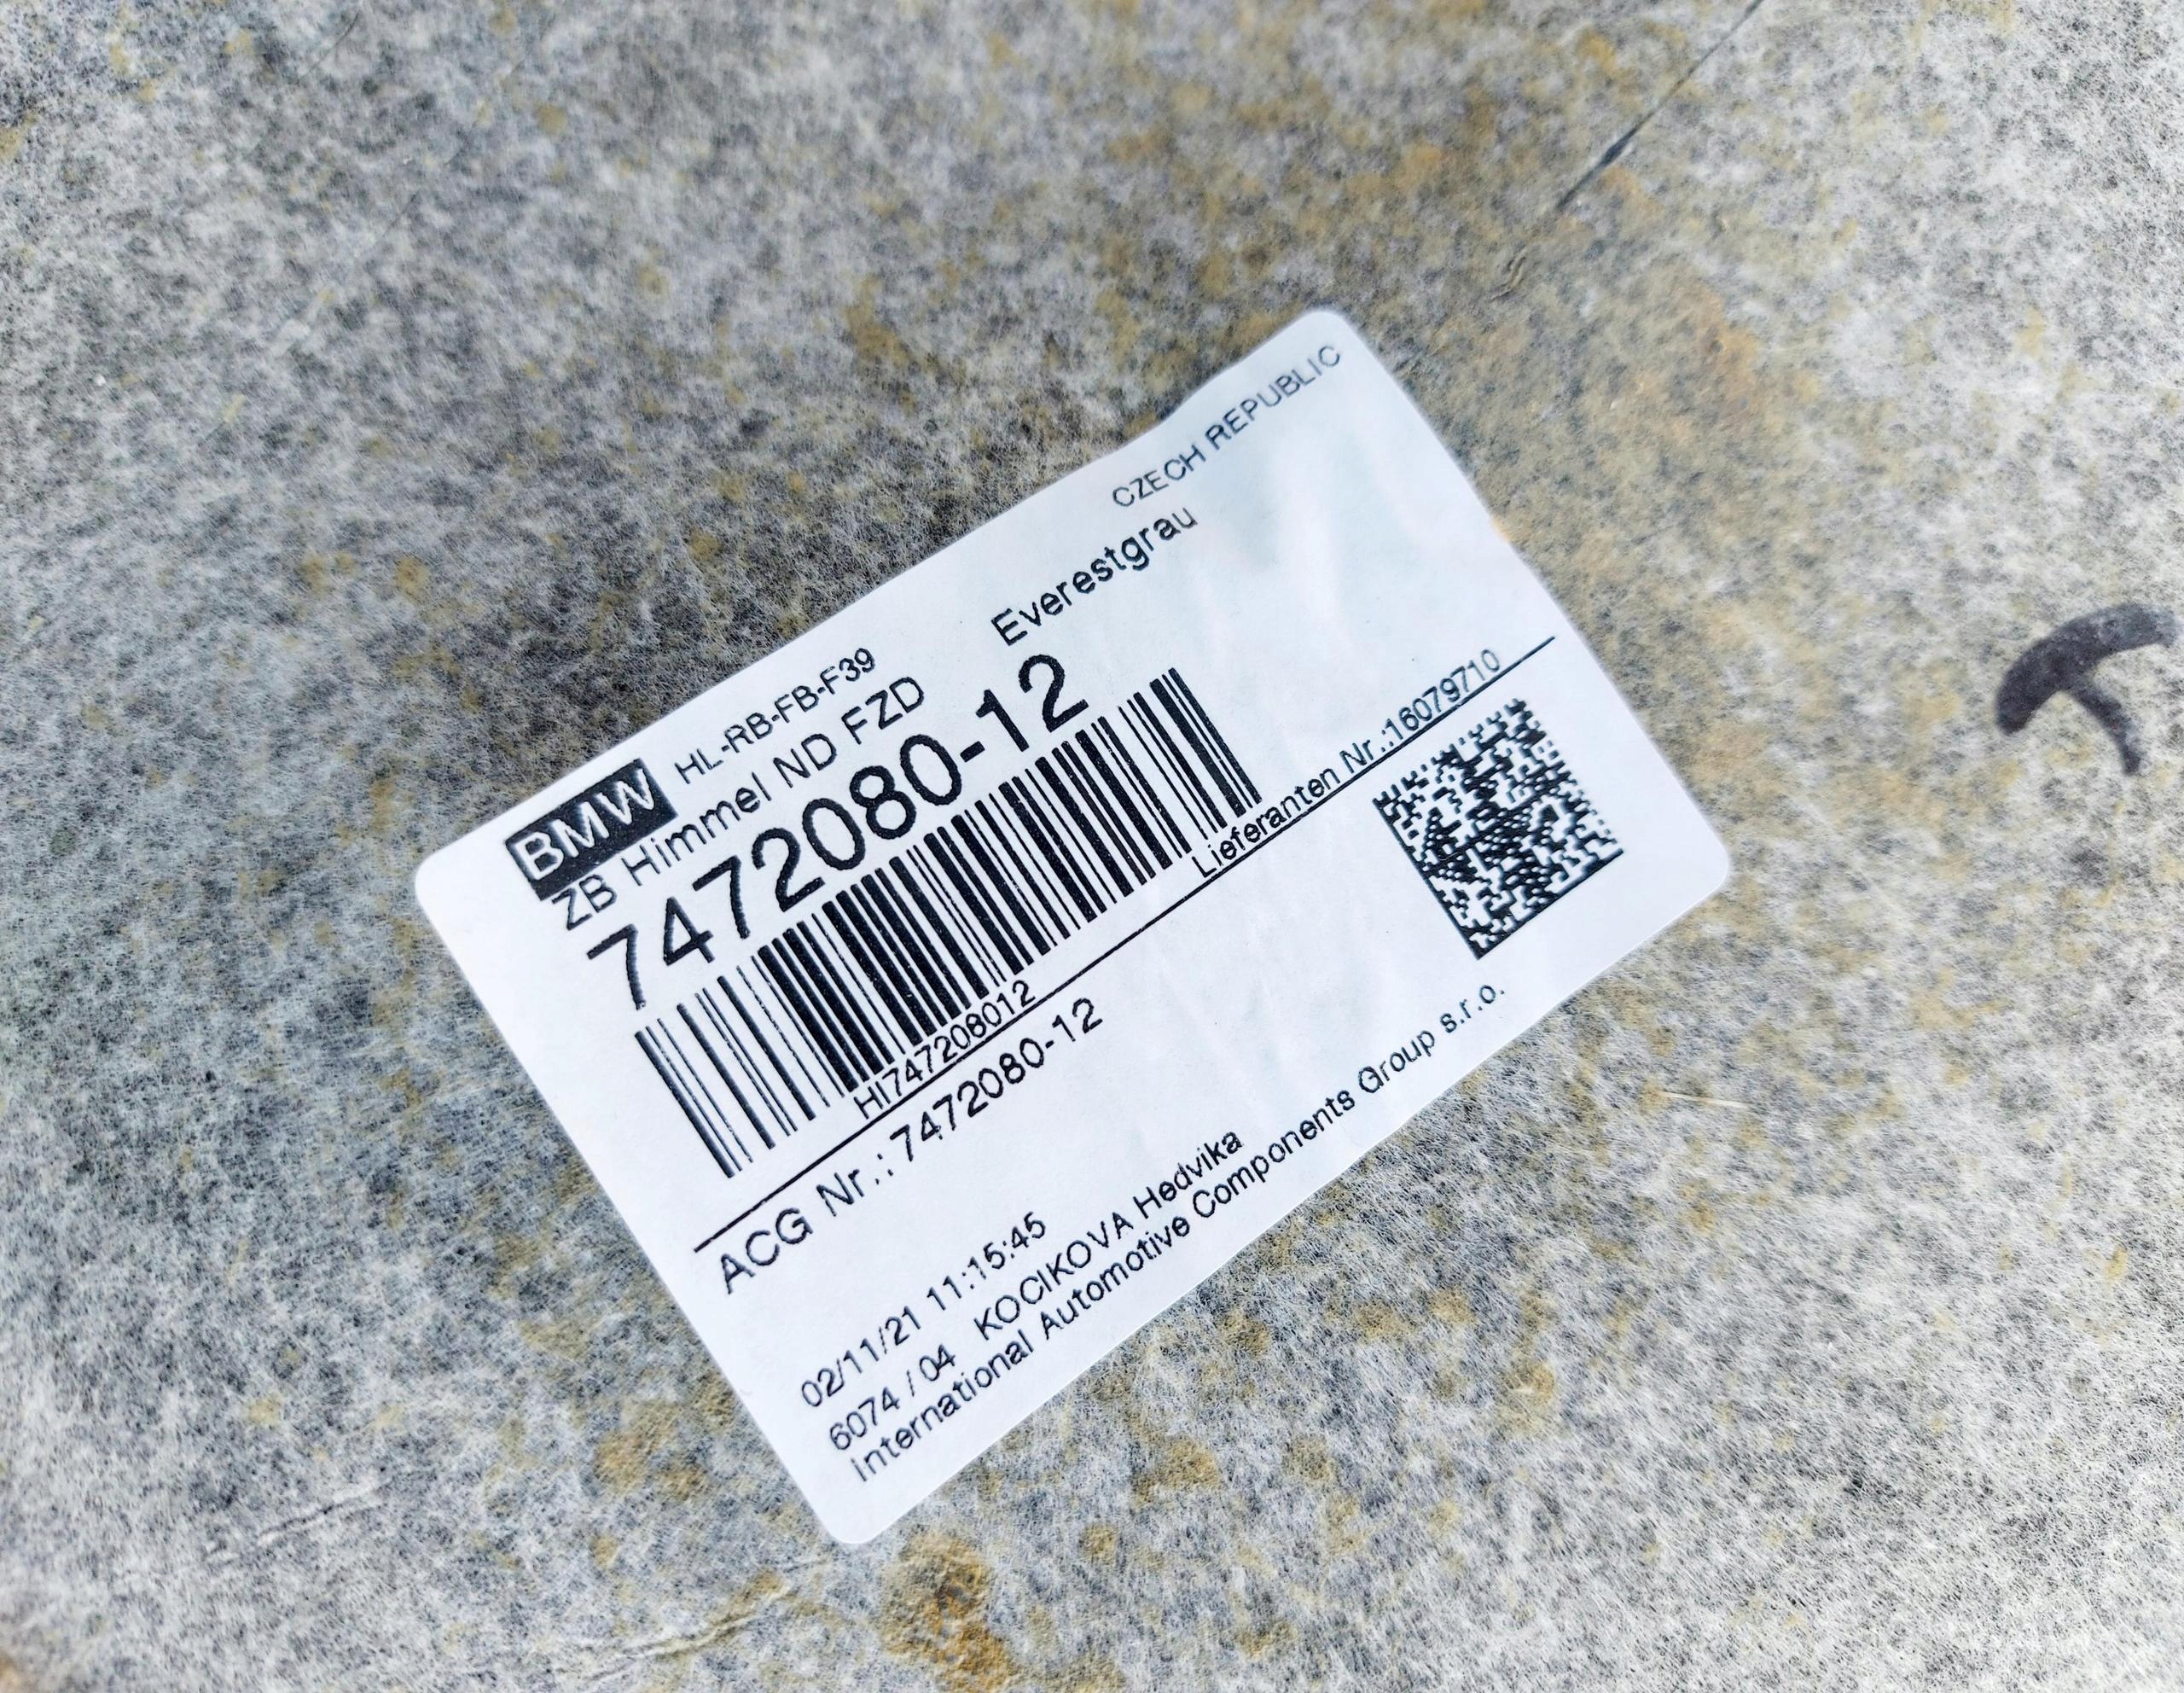 CZECH REPUBLIC
BMW HL-RB-FB-F39
ZB Himmel ND FZD Everestgrau
7472080-12
HI747208012
Lieferanten Nr.:16079710
ACG Nr.: 7472080-12
02/11/21 11:15:45
6074 / 04 KOCIKOVA Hedvika
International Automotive Components Group s.r.o.